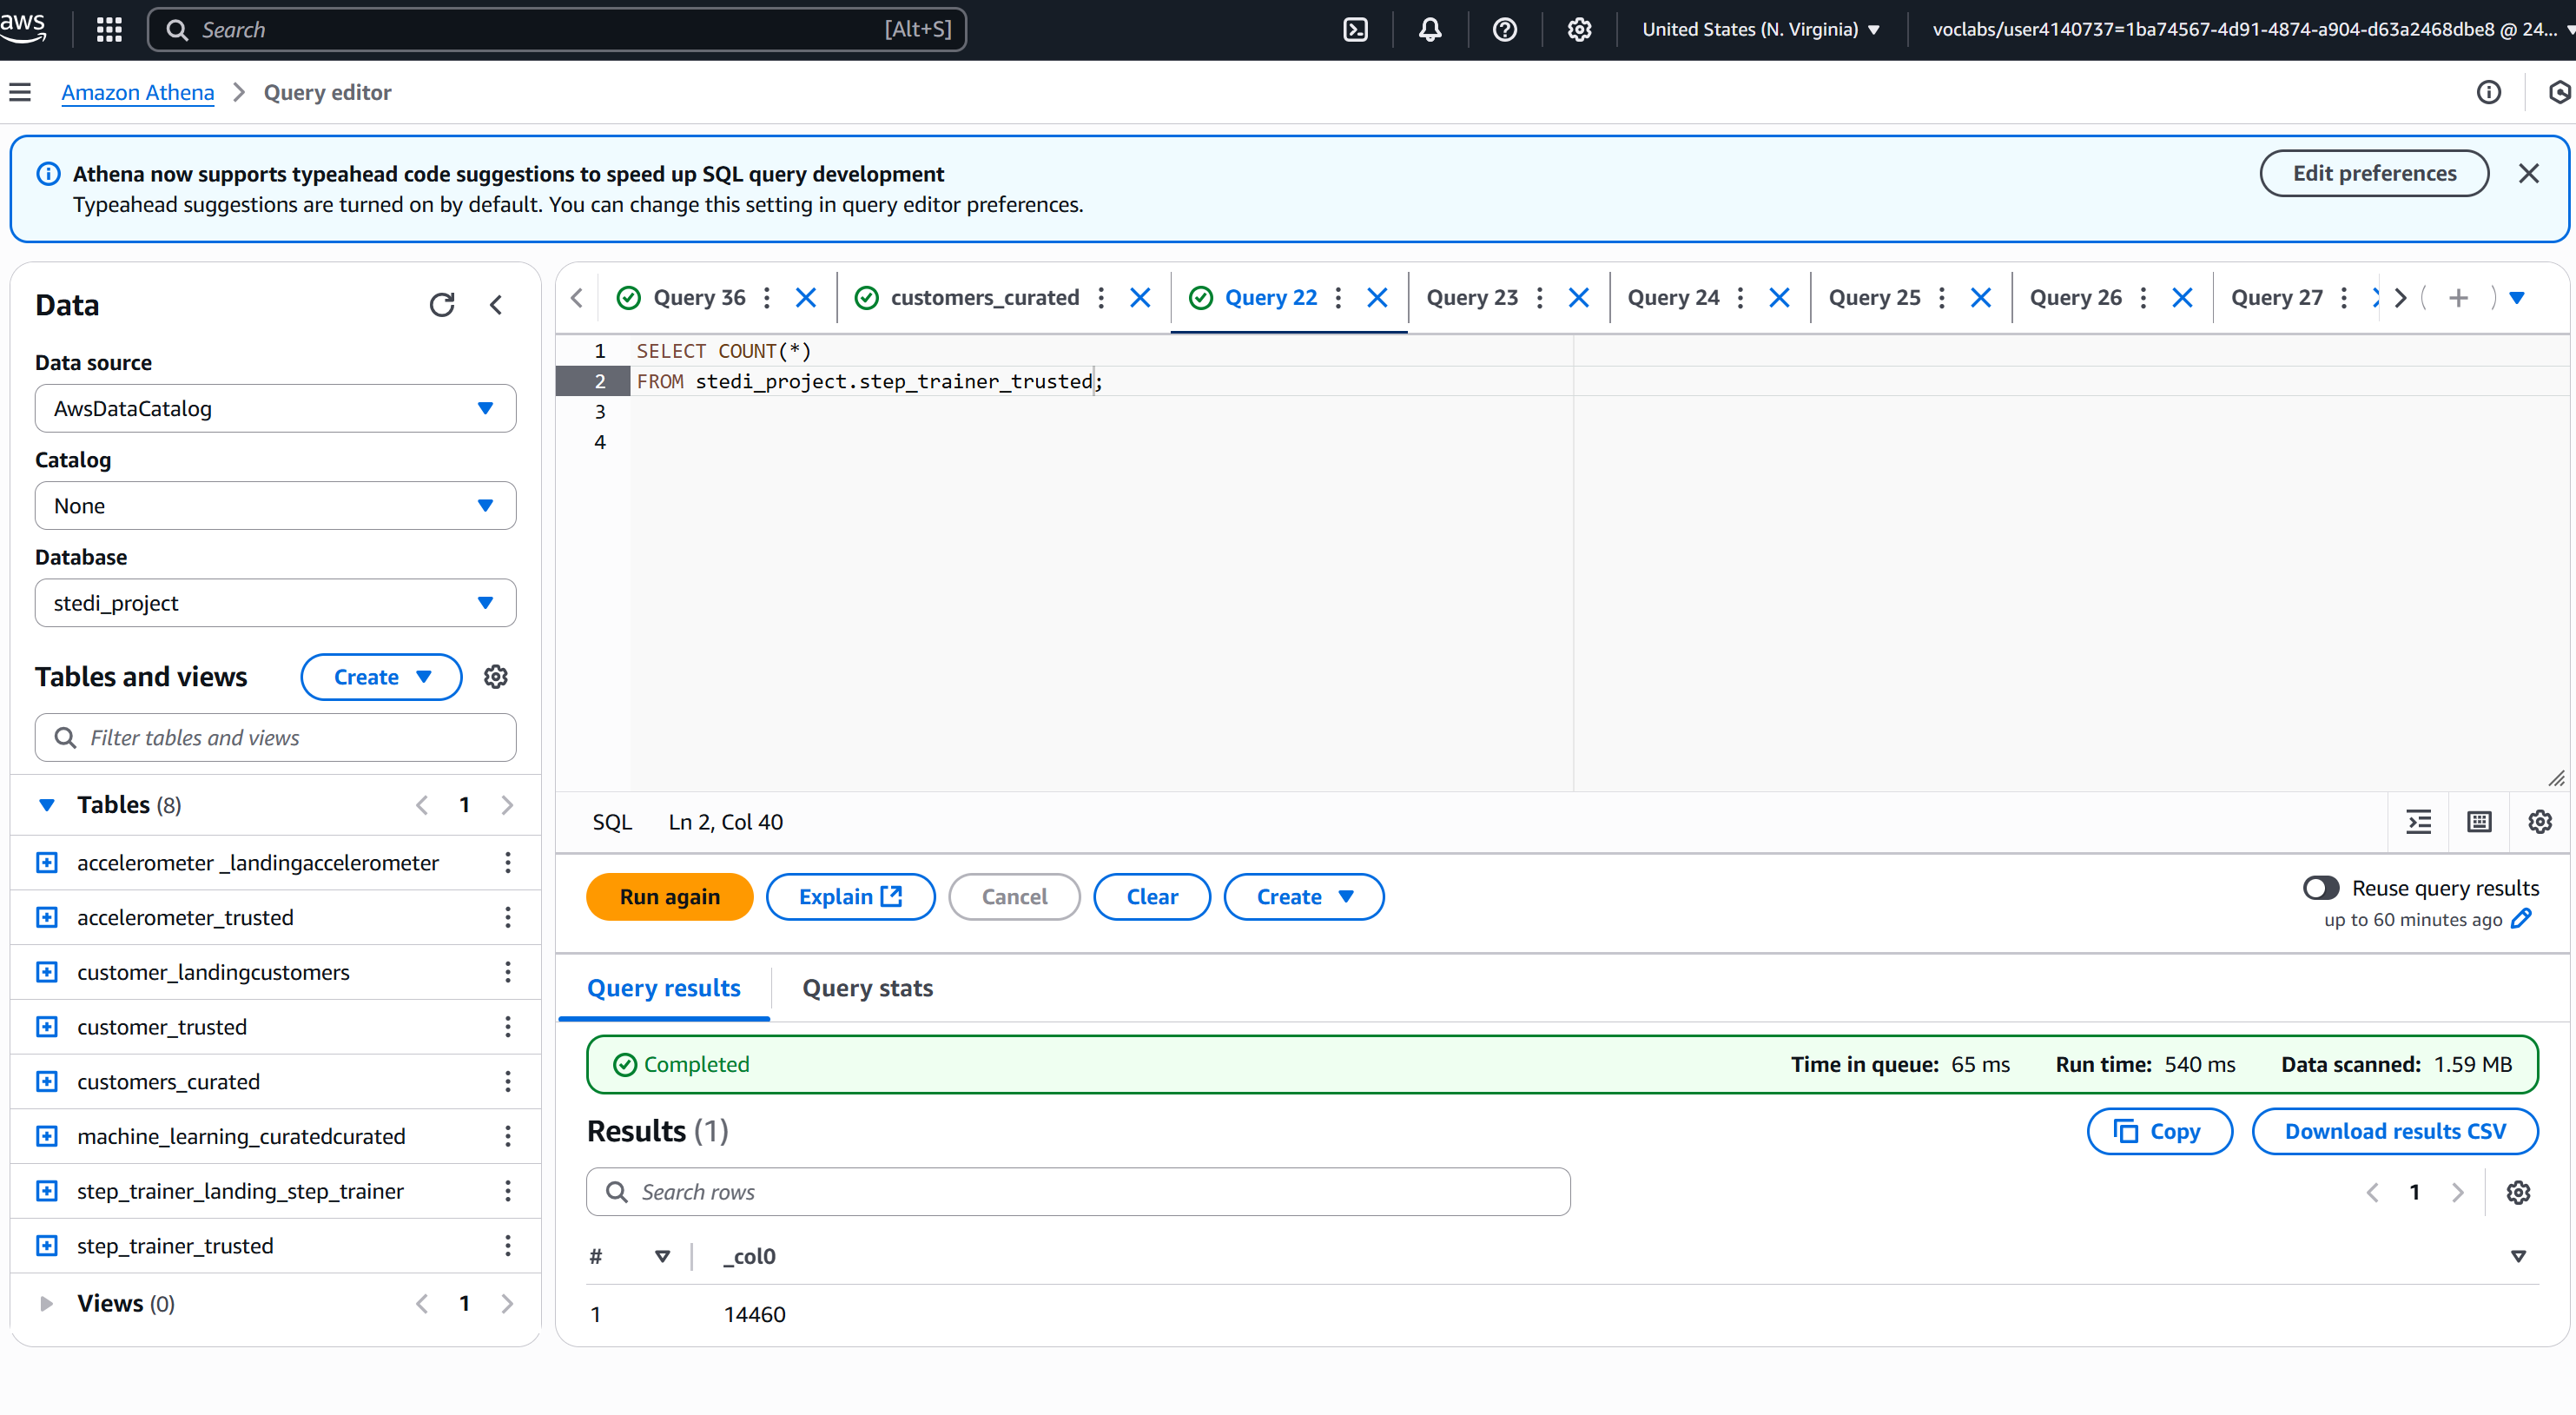 aws
Search
[Alt+S]
United States (N. Virginia)
voclabs/user4140737=1ba74567-4d91-4874-a904-d63a2468dbe8 @ 24...
Amazon Athena
Query editor
Athena now supports typeahead code suggestions to speed up SQL query development
Typeahead suggestions are turned on by default. You can change this setting in query editor preferences.
Edit preferences
Data
Data source
AwsDataCatalog
Catalog
None
Database
stedi_project
Tables and views
Create
Filter tables and views
Tables (8)
1
accelerometer _landingaccelerometer
accelerometer_trusted
customer_landingcustomers
customer_trusted
customers_curated
machine_learning_curatedcurated
step_trainer_landing_step_trainer
step_trainer_trusted
Views (0)
1
Query 36
customers_curated
Query 22
Query 23
Query 24
Query 25
Query 26
Query 27
1 SELECT COUNT(*)
2 FROM stedi_project.step_trainer_trusted;
3
4
SQL
Ln 2, Col 40
Run again
Explain
Cancel
Clear
Create
Reuse query results
up to 60 minutes ago
Query results
Query stats
Completed
Time in queue: 65 ms
Run time: 540 ms
Data scanned: 1.59 MB
Results (1)
Copy
Download results CSV
Search rows
1
# _col0
1 14460